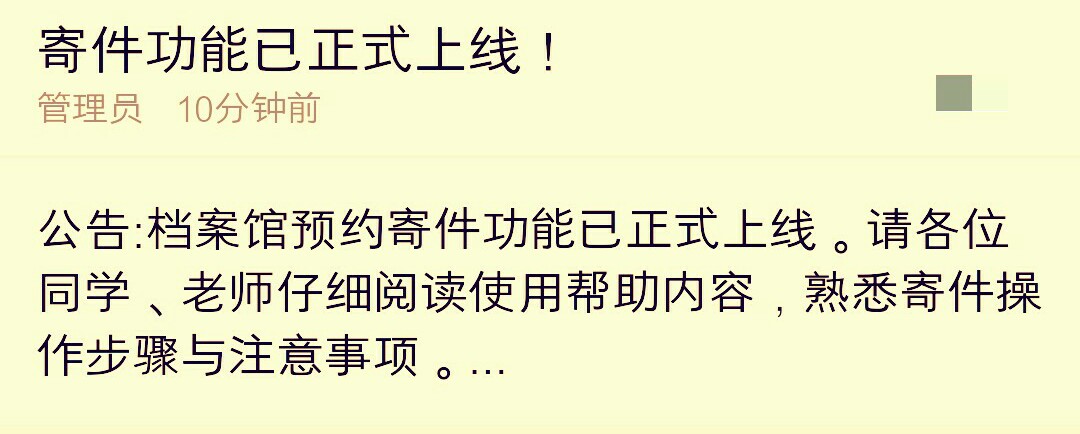 寄件功能已正式上线！
管理员 10分钟前
公告:档案馆预约寄件功能已正式上线。请各位
同学、老师仔细阅读使用帮助内容，熟悉寄件操
作步骤与注意事项。...